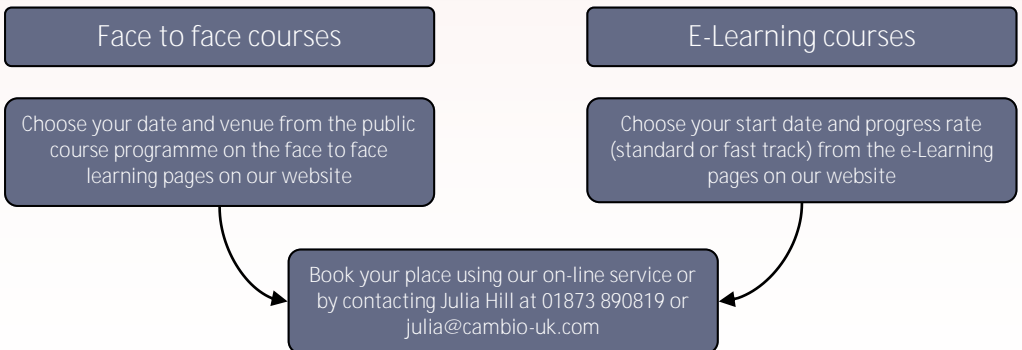 Face to face courses
E-Learning courses
Choose your date and venue from the public
course programme on the face to face
learning pages on our website
Choose your start date and progress rate
(standard or fast track) from the e-Learning
pages on our website
Book your place using our on-line service or
by contacting Julia Hill at 01873 890819 or
julia@cambio-uk.com